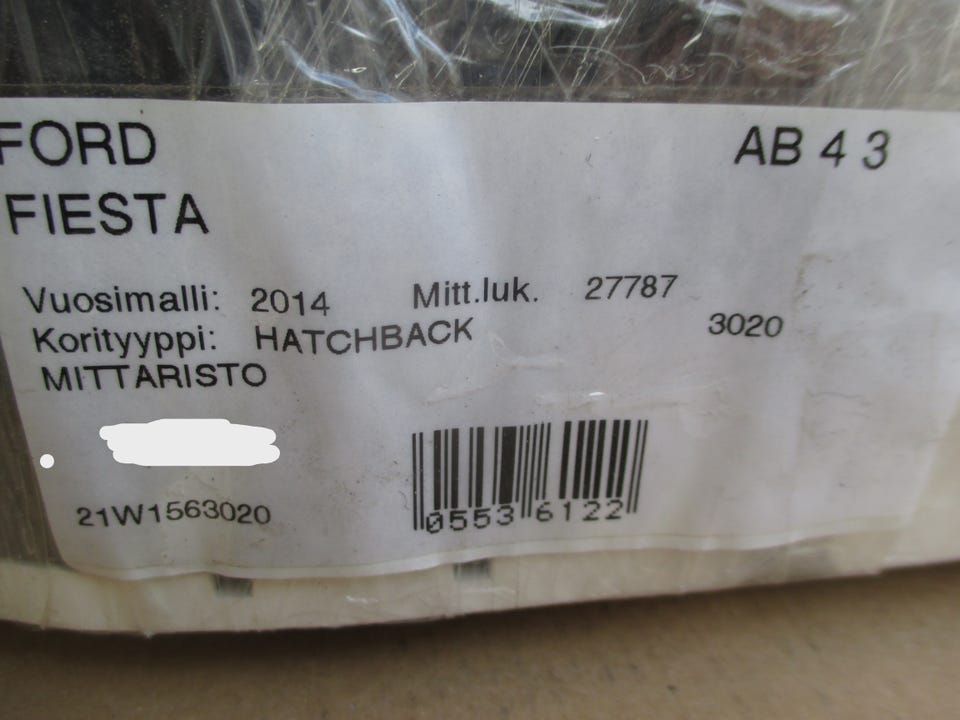 FORD
AB 4 3
FIESTA
Vuosimalli: 2014 Mitt.luk. 27787
Korityyppi: HATCHBACK 3020
MITTARISTO
21W1563020
0553 6122